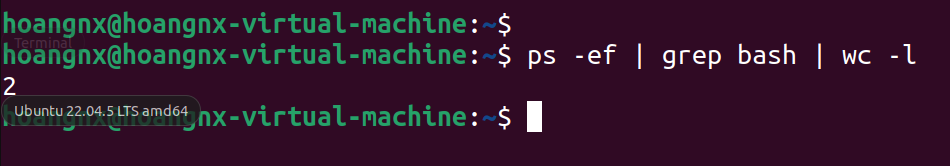 hoangnx@hoangnx-virtual-machine:~$
Terminal
hoangnx@hoangnx-virtual-machine:~$ ps -ef | grep bash | wc -l
2
Ubuntu 22.04.5 LTS amd64
hoangnx@hoangnx-virtual-machine:~$